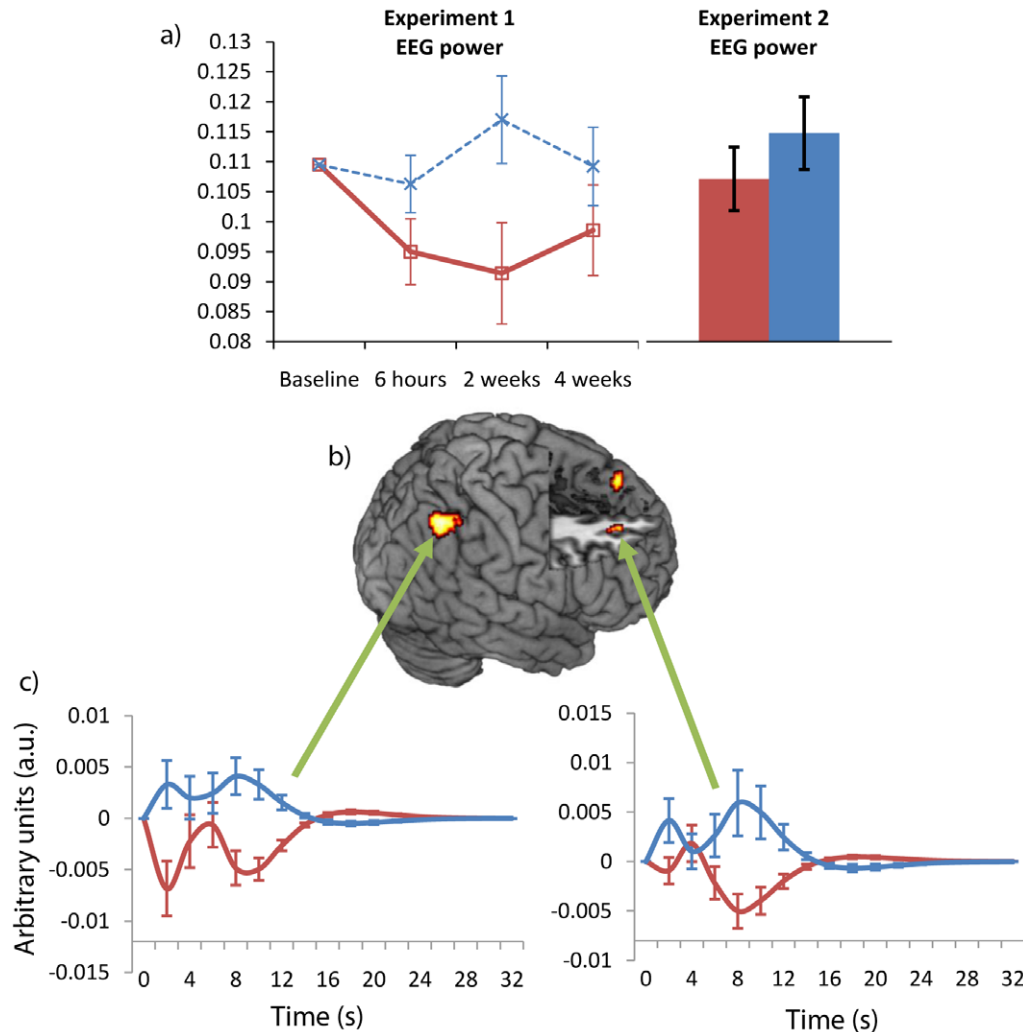 a)
Experiment 1
EEG power
Experiment 2
EEG power
0.13
0.125
0.12
0.115
0.11
0.105
0.1
0.095
0.09
0.085
0.08
Baseline 6 hours 2 weeks 4 weeks
b)
c)
Arbitrary units (a.u.)
0.01
0.005
0
-0.005
-0.01
-0.015
0 4 8 12 16 20 24 28 32
Time (s)
0.015
0.01
0.005
0
-0.005
-0.01
0 4 8 12 16 20 24 28 32
Time (s)